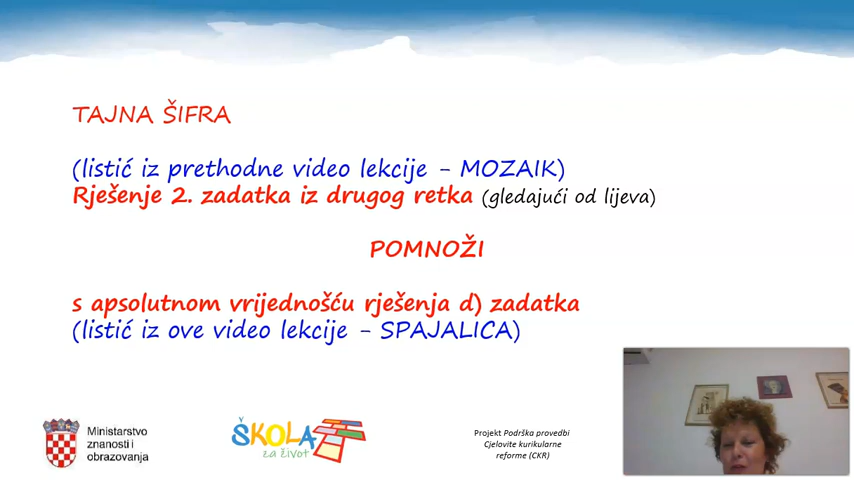 TAJNA ŠIFRA
(listić iz prethodne video lekcije - MOZAIK)
Rješenje 2. zadatka iz drugog retka (gledajući od lijeva)
POMNOŽI
s apsolutnom vrijednošću rješenja d) zadatka
(listić iz ove video lekcije - SPAJALICA)
Ministarstvo
znanosti i
obrazovanja
ŠKOLA
za život
Projekt Podrška provedbi
Cjelovite kurikularne
reforme (CKR)